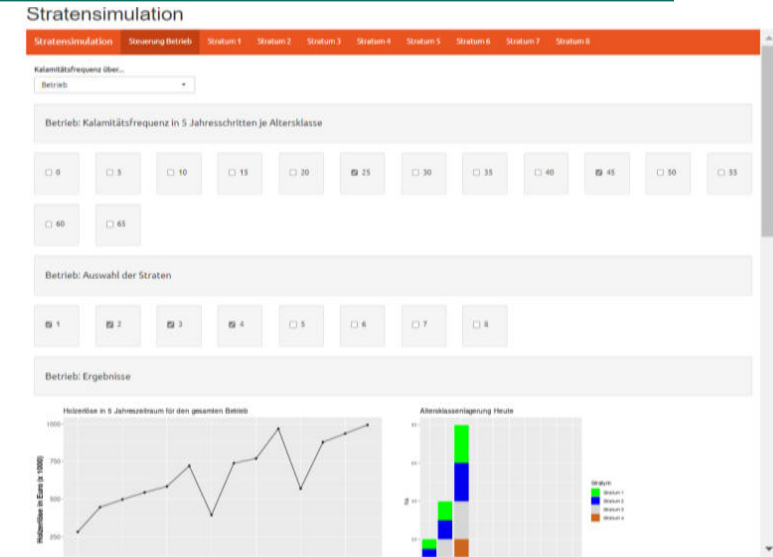 Stratensimulation
Stratensimulation Steuerung Betrieb Stratum 1 Stratum 2 Stratum 3 Stratum 4 Stratum 5 Stratum 6 Stratum 7 Stratum 8
Kalamitätsfrequenz über...
Betrieb
Betrieb: Kalamitätsfrequenz in 5 Jahresschritten je Altersklasse
0 5 10 15 20 25 30 35 40 45 50 55
60 65
Betrieb: Auswahl der Straten
1 2 3 4 5 6 7 8
Betrieb: Ergebnisse
Holzerlöse in 5 Jahreszeitraum für den gesamten Betrieb
Holzerlöse in Euro (x 1000)
1000
750
500
250
Altersklassenlagerung Heute
ha
Stratum
Stratum 1
Stratum 2
Stratum 3
Stratum 4